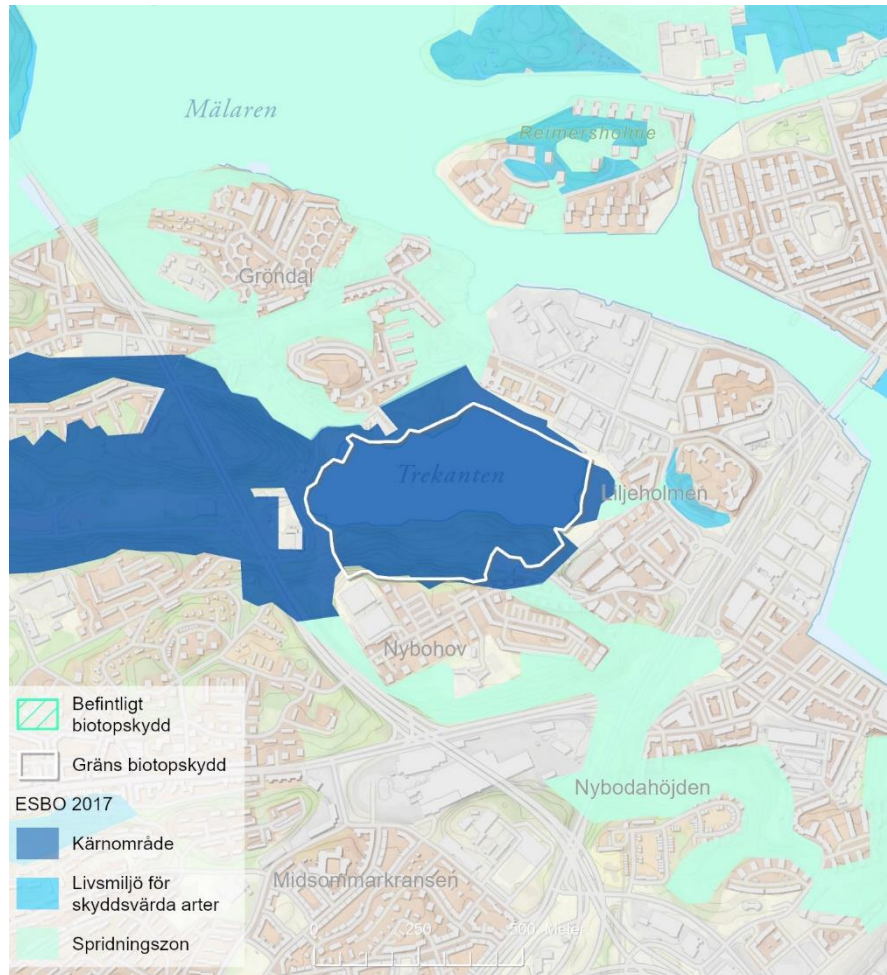 Mälaren
Reimersholme
Gröndal
Trekanten
Liljeholmen
Nybohov
Nybodahöjden
Midsommarkransen
Befintligt
biotopskydd
Gräns biotopskydd
ESBO 2017
Kärnområde
Livsmiljö för
skyddsvärda arter
Spridningszon
0 250 500 Meter